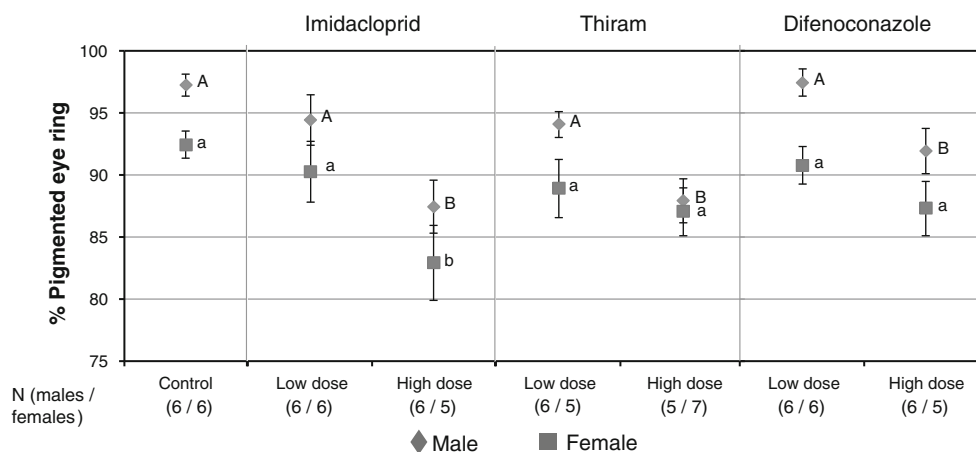 Imidacloprid Thiram Difenoconazole
100
95
90
85
80
75
% Pigmented eye ring
A
a
A
a
B
b
A
a
B
a
A
a
B
a
Control Low dose High dose Low dose High dose Low dose High dose
N (males / females) (6 / 6) (6 / 6) (6 / 5) (6 / 5) (5 / 7) (6 / 6) (6 / 5)
Male Female